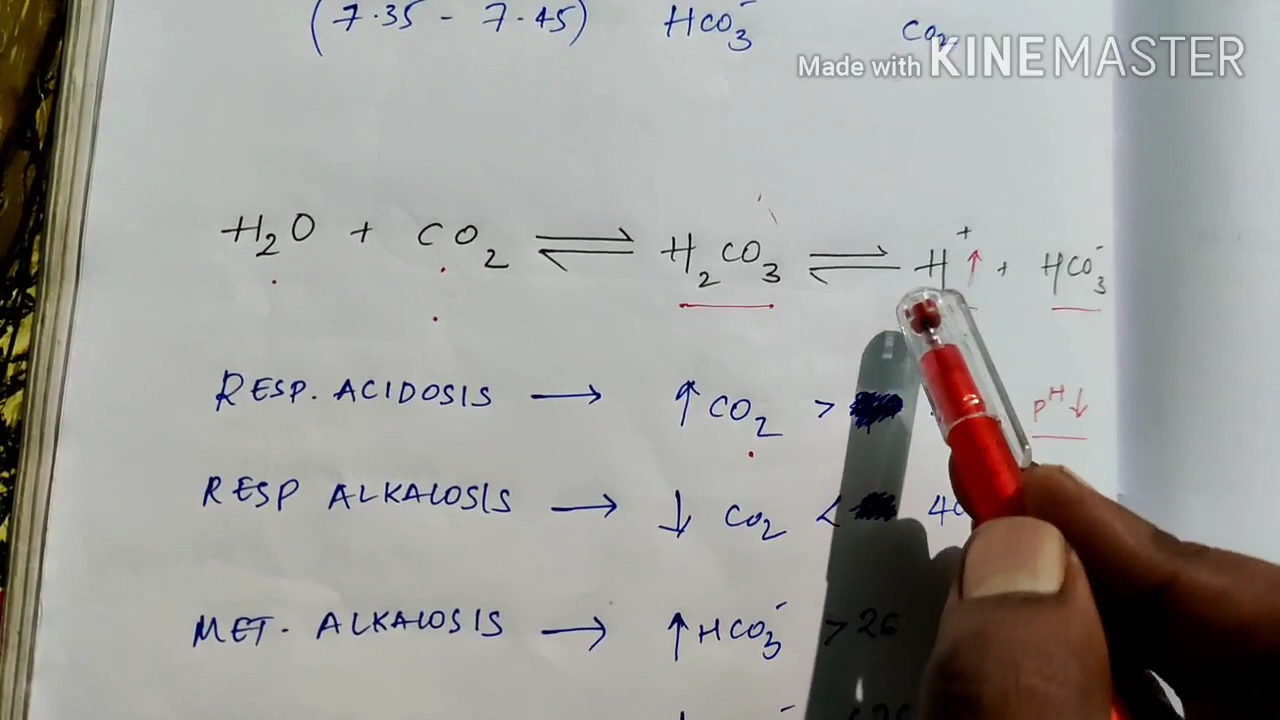 (7.35 - 7.45) HCO₃⁻ CO₂
Made with KINEMASTER
H₂O + CO₂ ⇌ H₂CO₃ ⇌ H⁺ ↑ + HCO₃⁻
RESP. ACIDOSIS → ↑ CO₂ > pH ↓
RESP ALKALOSIS → ↓ CO₂ < 40
MET. ALKALOSIS → ↑ HCO₃⁻ > 26
↓ < 26